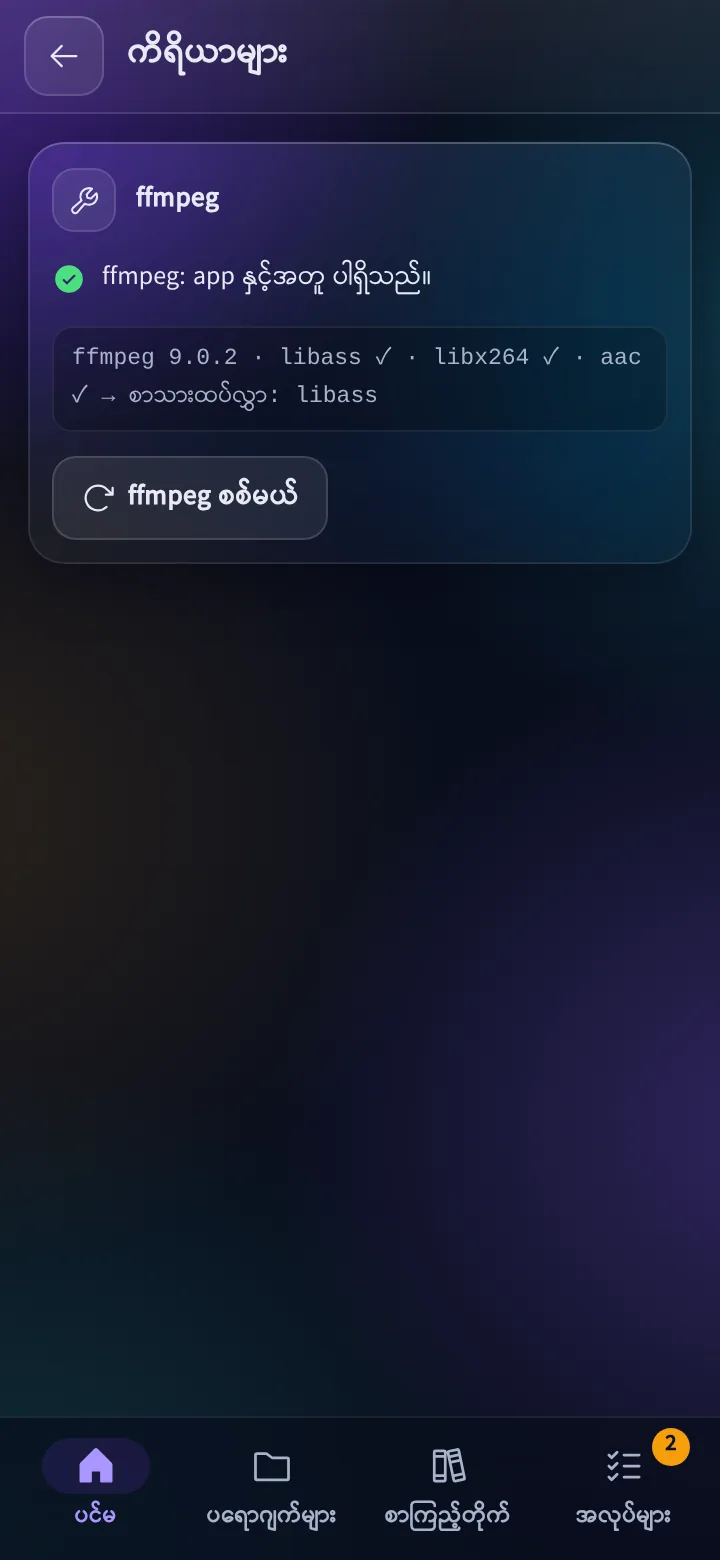 ကိရိယာများ
ffmpeg
ffmpeg: app နှင့်အတူ ပါရှိသည်။
ffmpeg 9.0.2 · libass ✓ · libx264 ✓ · aac
✓ → စာသားထပ်လွှာ: libass
ffmpeg စစ်မယ်
2
ပင်မ
ပရောဂျက်များ
စာကြည့်တိုက်
အလုပ်များ